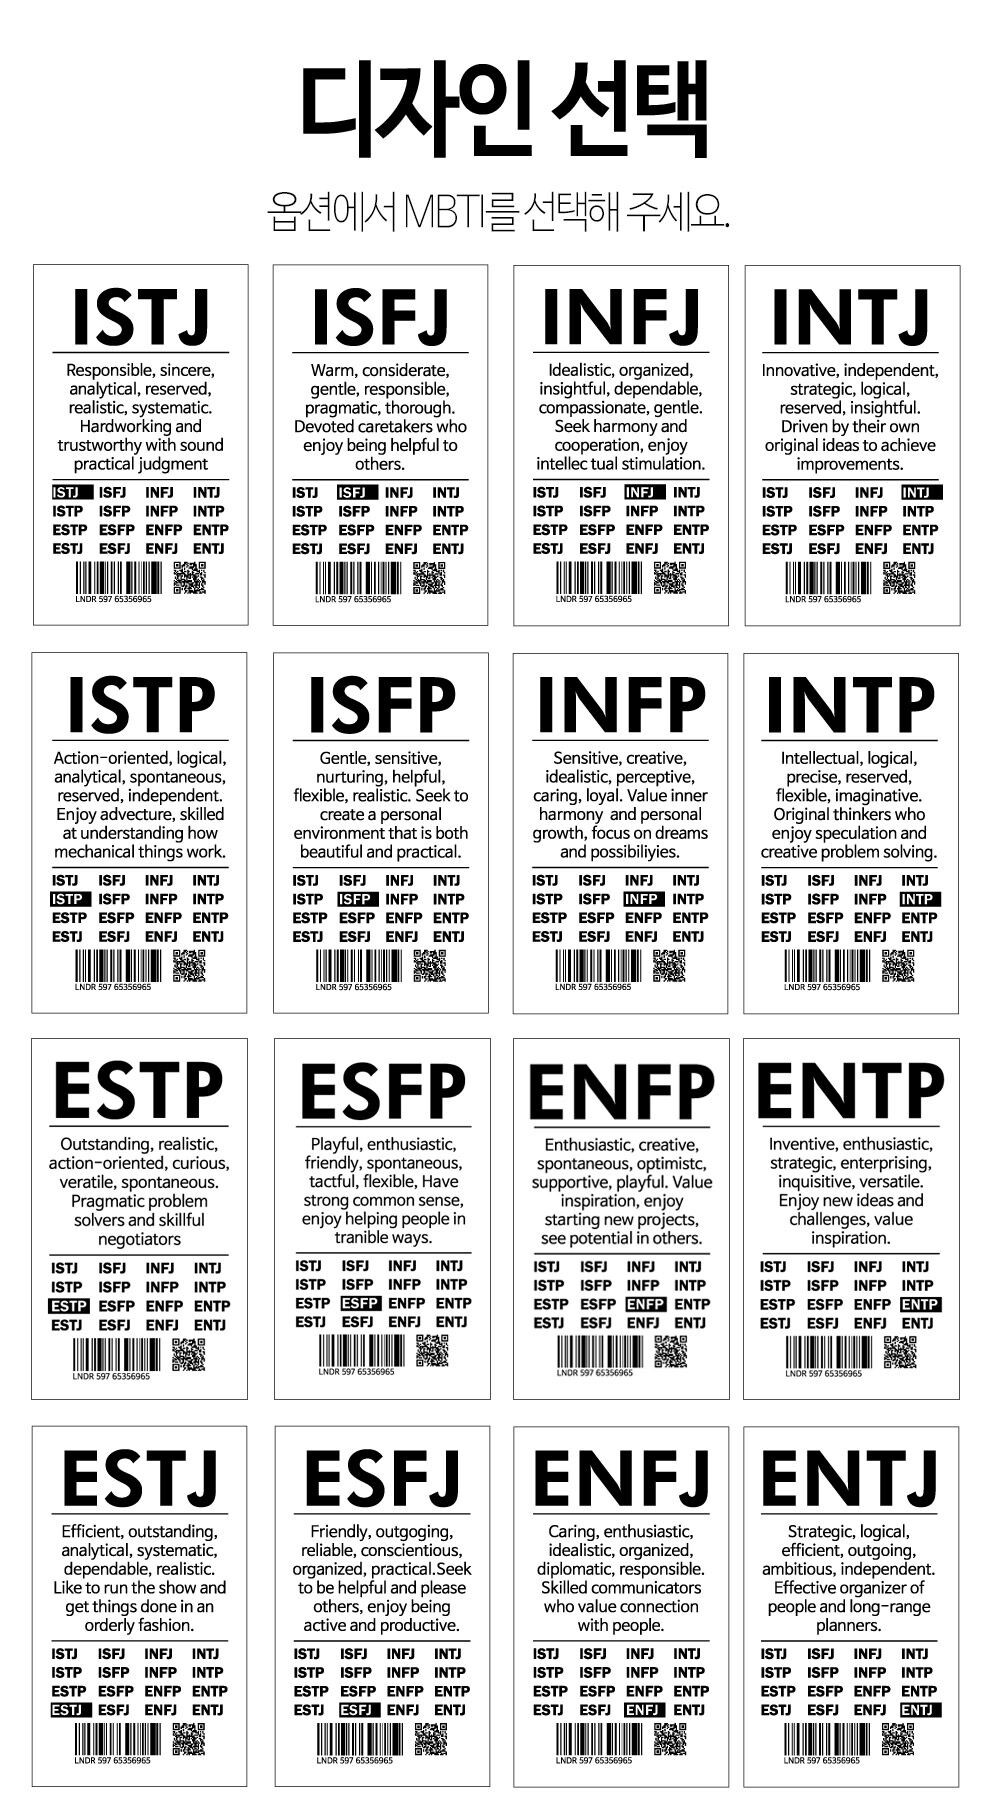 디자인 선택
옵션에서 MBTI를 선택해 주세요.
ISTJ
Responsible, sincere,
analytical, reserved,
realistic, systematic.
Hardworking and
trustworthy with sound
practical judgment
ISTJ ISFJ INFJ INTJ
ISTP ISFP INFP INTP
ESTP ESFP ENFP ENTP
ESTJ ESFJ ENFJ ENTJ
LNDR 597 65356965
ISFJ
Warm, considerate,
gentle, responsible,
pragmatic, thorough.
Devoted caretakers who
enjoy being helpful to
others.
ISTJ ISFJ INFJ INTJ
ISTP ISFP INFP INTP
ESTP ESFP ENFP ENTP
ESTJ ESFJ ENFJ ENTJ
LNDR 597 65356965
INFJ
Idealistic, organized,
insightful, dependable,
compassionate, gentle.
Seek harmony and
cooperation, enjoy
intellec tual stimulation.
ISTJ ISFJ INFJ INTJ
ISTP ISFP INFP INTP
ESTP ESFP ENFP ENTP
ESTJ ESFJ ENFJ ENTJ
LNDR 597 65356965
INTJ
Innovative, independent,
strategic, logical,
reserved, insightful.
Driven by their own
original ideas to achieve
improvements.
ISTJ ISFJ INFJ INTJ
ISTP ISFP INFP INTP
ESTP ESFP ENFP ENTP
ESTJ ESFJ ENFJ ENTJ
LNDR 597 65356965
ISTP
Action-oriented, logical,
analytical, spontaneous,
reserved, independent.
Enjoy advecture, skilled
at understanding how
mechanical things work.
ISTJ ISFJ INFJ INTJ
ISTP ISFP INFP INTP
ESTP ESFP ENFP ENTP
ESTJ ESFJ ENFJ ENTJ
LNDR 597 65356965
ISFP
Gentle, sensitive,
nurturing, helpful,
flexible, realistic. Seek to
create a personal
environment that is both
beautiful and practical.
ISTJ ISFJ INFJ INTJ
ISTP ISFP INFP INTP
ESTP ESFP ENFP ENTP
ESTJ ESFJ ENFJ ENTJ
LNDR 597 65356965
INFP
Sensitive, creative,
idealistic, perceptive,
caring, loyal. Value inner
harmony and personal
growth, focus on dreams
and possibiliyies.
ISTJ ISFJ INFJ INTJ
ISTP ISFP INFP INTP
ESTP ESFP ENFP ENTP
ESTJ ESFJ ENFJ ENTJ
LNDR 597 65356965
INTP
Intellectual, logical,
precise, reserved,
flexible, imaginative.
Original thinkers who
enjoy speculation and
creative problem solving.
ISTJ ISFJ INFJ INTJ
ISTP ISFP INFP INTP
ESTP ESFP ENFP ENTP
ESTJ ESFJ ENFJ ENTJ
LNDR 597 65356965
ESTP
Outstanding, realistic,
action-oriented, curious,
veratile, spontaneous.
Pragmatic problem
solvers and skillful
negotiators
ISTJ ISFJ INFJ INTJ
ISTP ISFP INFP INTP
ESTP ESFP ENFP ENTP
ESTJ ESFJ ENFJ ENTJ
LNDR 597 65356965
ESFP
Playful, enthusiastic,
friendly, spontaneous,
tactful, flexible, Have
strong common sense,
enjoy helping people in
tranible ways.
ISTJ ISFJ INFJ INTJ
ISTP ISFP INFP INTP
ESTP ESFP ENFP ENTP
ESTJ ESFJ ENFJ ENTJ
LNDR 597 65356965
ENFP
Enthusiastic, creative,
spontaneous, optimistc,
supportive, playful. Value
inspiration, enjoy
starting new projects,
see potential in others.
ISTJ ISFJ INFJ INTJ
ISTP ISFP INFP INTP
ESTP ESFP ENFP ENTP
ESTJ ESFJ ENFJ ENTJ
LNDR 597 65356965
ENTP
Inventive, enthusiastic,
strategic, enterprising,
inquisitive, versatile.
Enjoy new ideas and
challenges, value
inspiration.
ISTJ ISFJ INFJ INTJ
ISTP ISFP INFP INTP
ESTP ESFP ENFP ENTP
ESTJ ESFJ ENFJ ENTJ
LNDR 597 65356965
ESTJ
Efficient, outstanding,
analytical, systematic,
dependable, realistic.
Like to run the show and
get things done in an
orderly fashion.
ISTJ ISFJ INFJ INTJ
ISTP ISFP INFP INTP
ESTP ESFP ENFP ENTP
ESTJ ESFJ ENFJ ENTJ
LNDR 597 65356965
ESFJ
Friendly, outgoging,
reliable, conscientious,
organized, practical.Seek
to be helpful and please
others, enjoy being
active and productive.
ISTJ ISFJ INFJ INTJ
ISTP ISFP INFP INTP
ESTP ESFP ENFP ENTP
ESTJ ESFJ ENFJ ENTJ
LNDR 597 65356965
ENFJ
Caring, enthusiastic,
idealistic, organized,
diplomatic, responsible.
Skilled communicators
who value connection
with people.
ISTJ ISFJ INFJ INTJ
ISTP ISFP INFP INTP
ESTP ESFP ENFP ENTP
ESTJ ESFJ ENFJ ENTJ
LNDR 597 65356965
ENTJ
Strategic, logical,
efficient, outgoing,
ambitious, independent.
Effective organizer of
people and long-range
planners.
ISTJ ISFJ INFJ INTJ
ISTP ISFP INFP INTP
ESTP ESFP ENFP ENTP
ESTJ ESFJ ENFJ ENTJ
LNDR 597 65356965